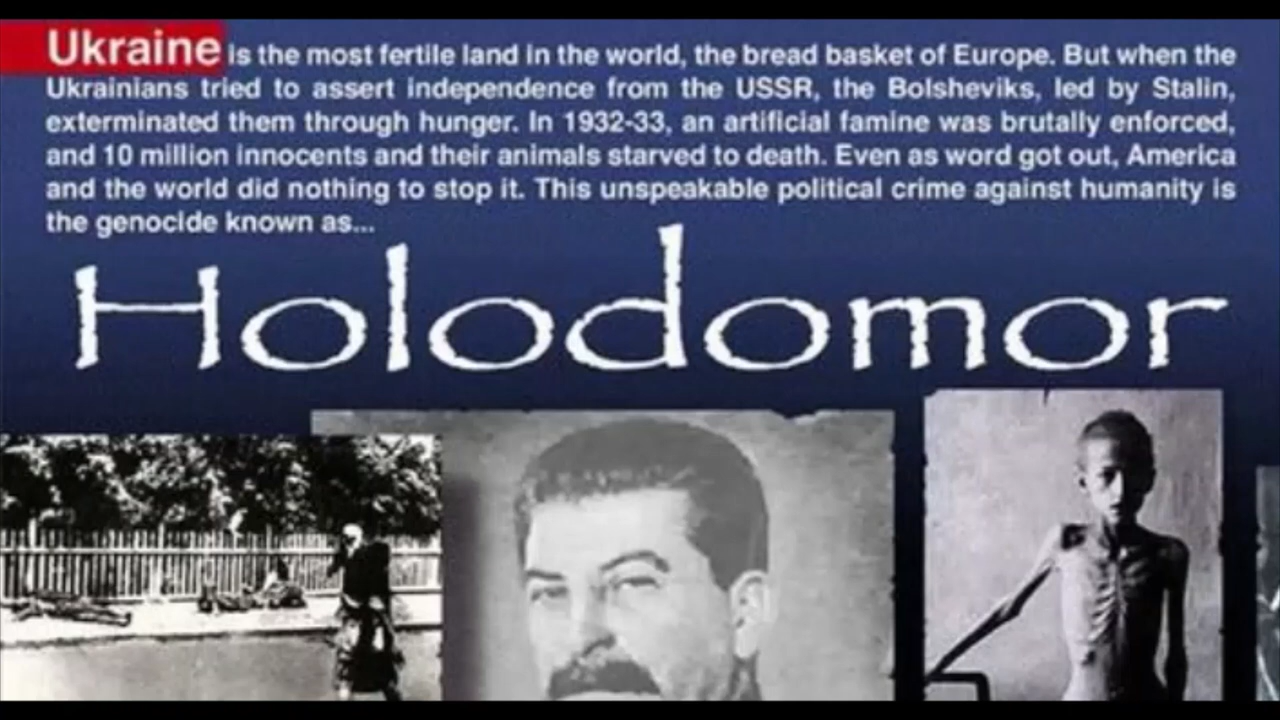 Ukraine is the most fertile land in the world, the bread basket of Europe. But when the
Ukrainians tried to assert independence from the USSR, the Bolsheviks, led by Stalin,
exterminated them through hunger. In 1932-33, an artificial famine was brutally enforced,
and 10 million innocents and their animals starved to death. Even as word got out, America
and the world did nothing to stop it. This unspeakable political crime against humanity is
the genocide known as...
Holodomor